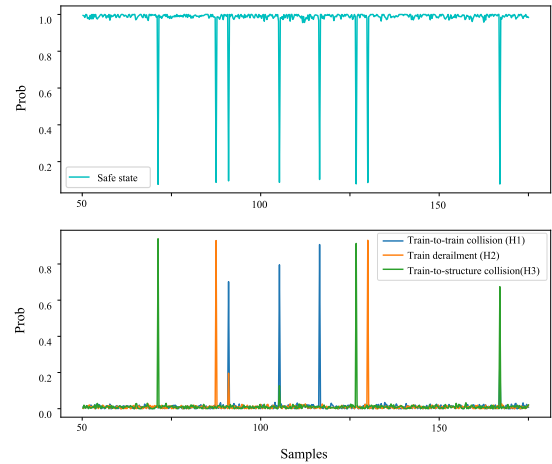 1.0
0.8
0.6
0.4
0.2
Prob
Safe state
50
100
150
Train-to-train collision (H1)
Train derailment (H2)
Train-to-structure collision(H3)
0.8
0.6
0.4
0.2
0.0
Prob
50
100
150
Samples